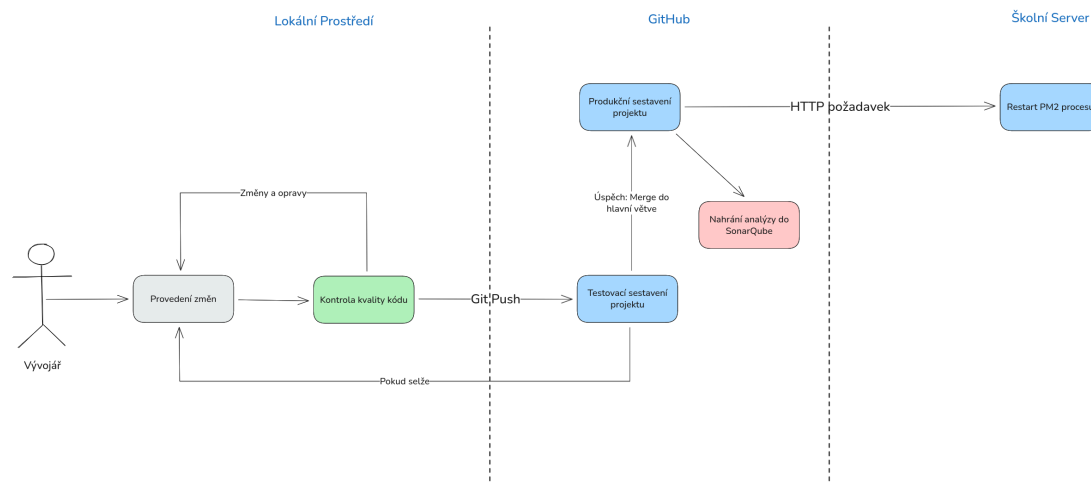 Lokální Prostředí
GitHub
Školní Server
Produkční sestavení
projektu
HTTP požadavek
Restart PM2 procesu
Změny a opravy
Úspěch: Merge do
hlavní větve
Nahrání analýzy do
SonarQube
Provedení změn
Kontrola kvality kódu
Git Push
Testovací sestavení
projektu
Vývojář
Pokud selže